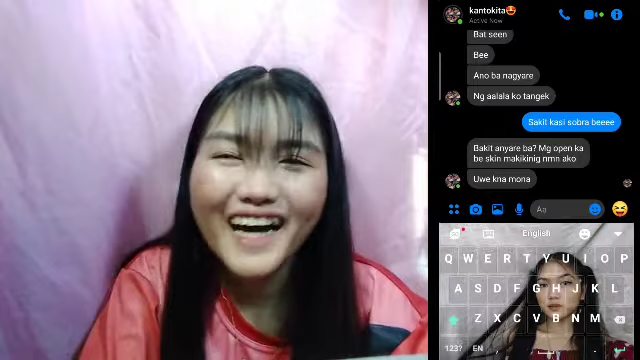 kantokita
Active Now
Bat seen
Bee
Ano ba nagyare
Ng aalala ko tangek
Sakit kasi sobra beeee
Bakit anyare ba? Mg open ka
be skin makikinig nmn ako
Uwe kna mona
Aa
English
Q W E R T Y U I O P
A S D F G H J K L
Z X C V B N M
123? EN